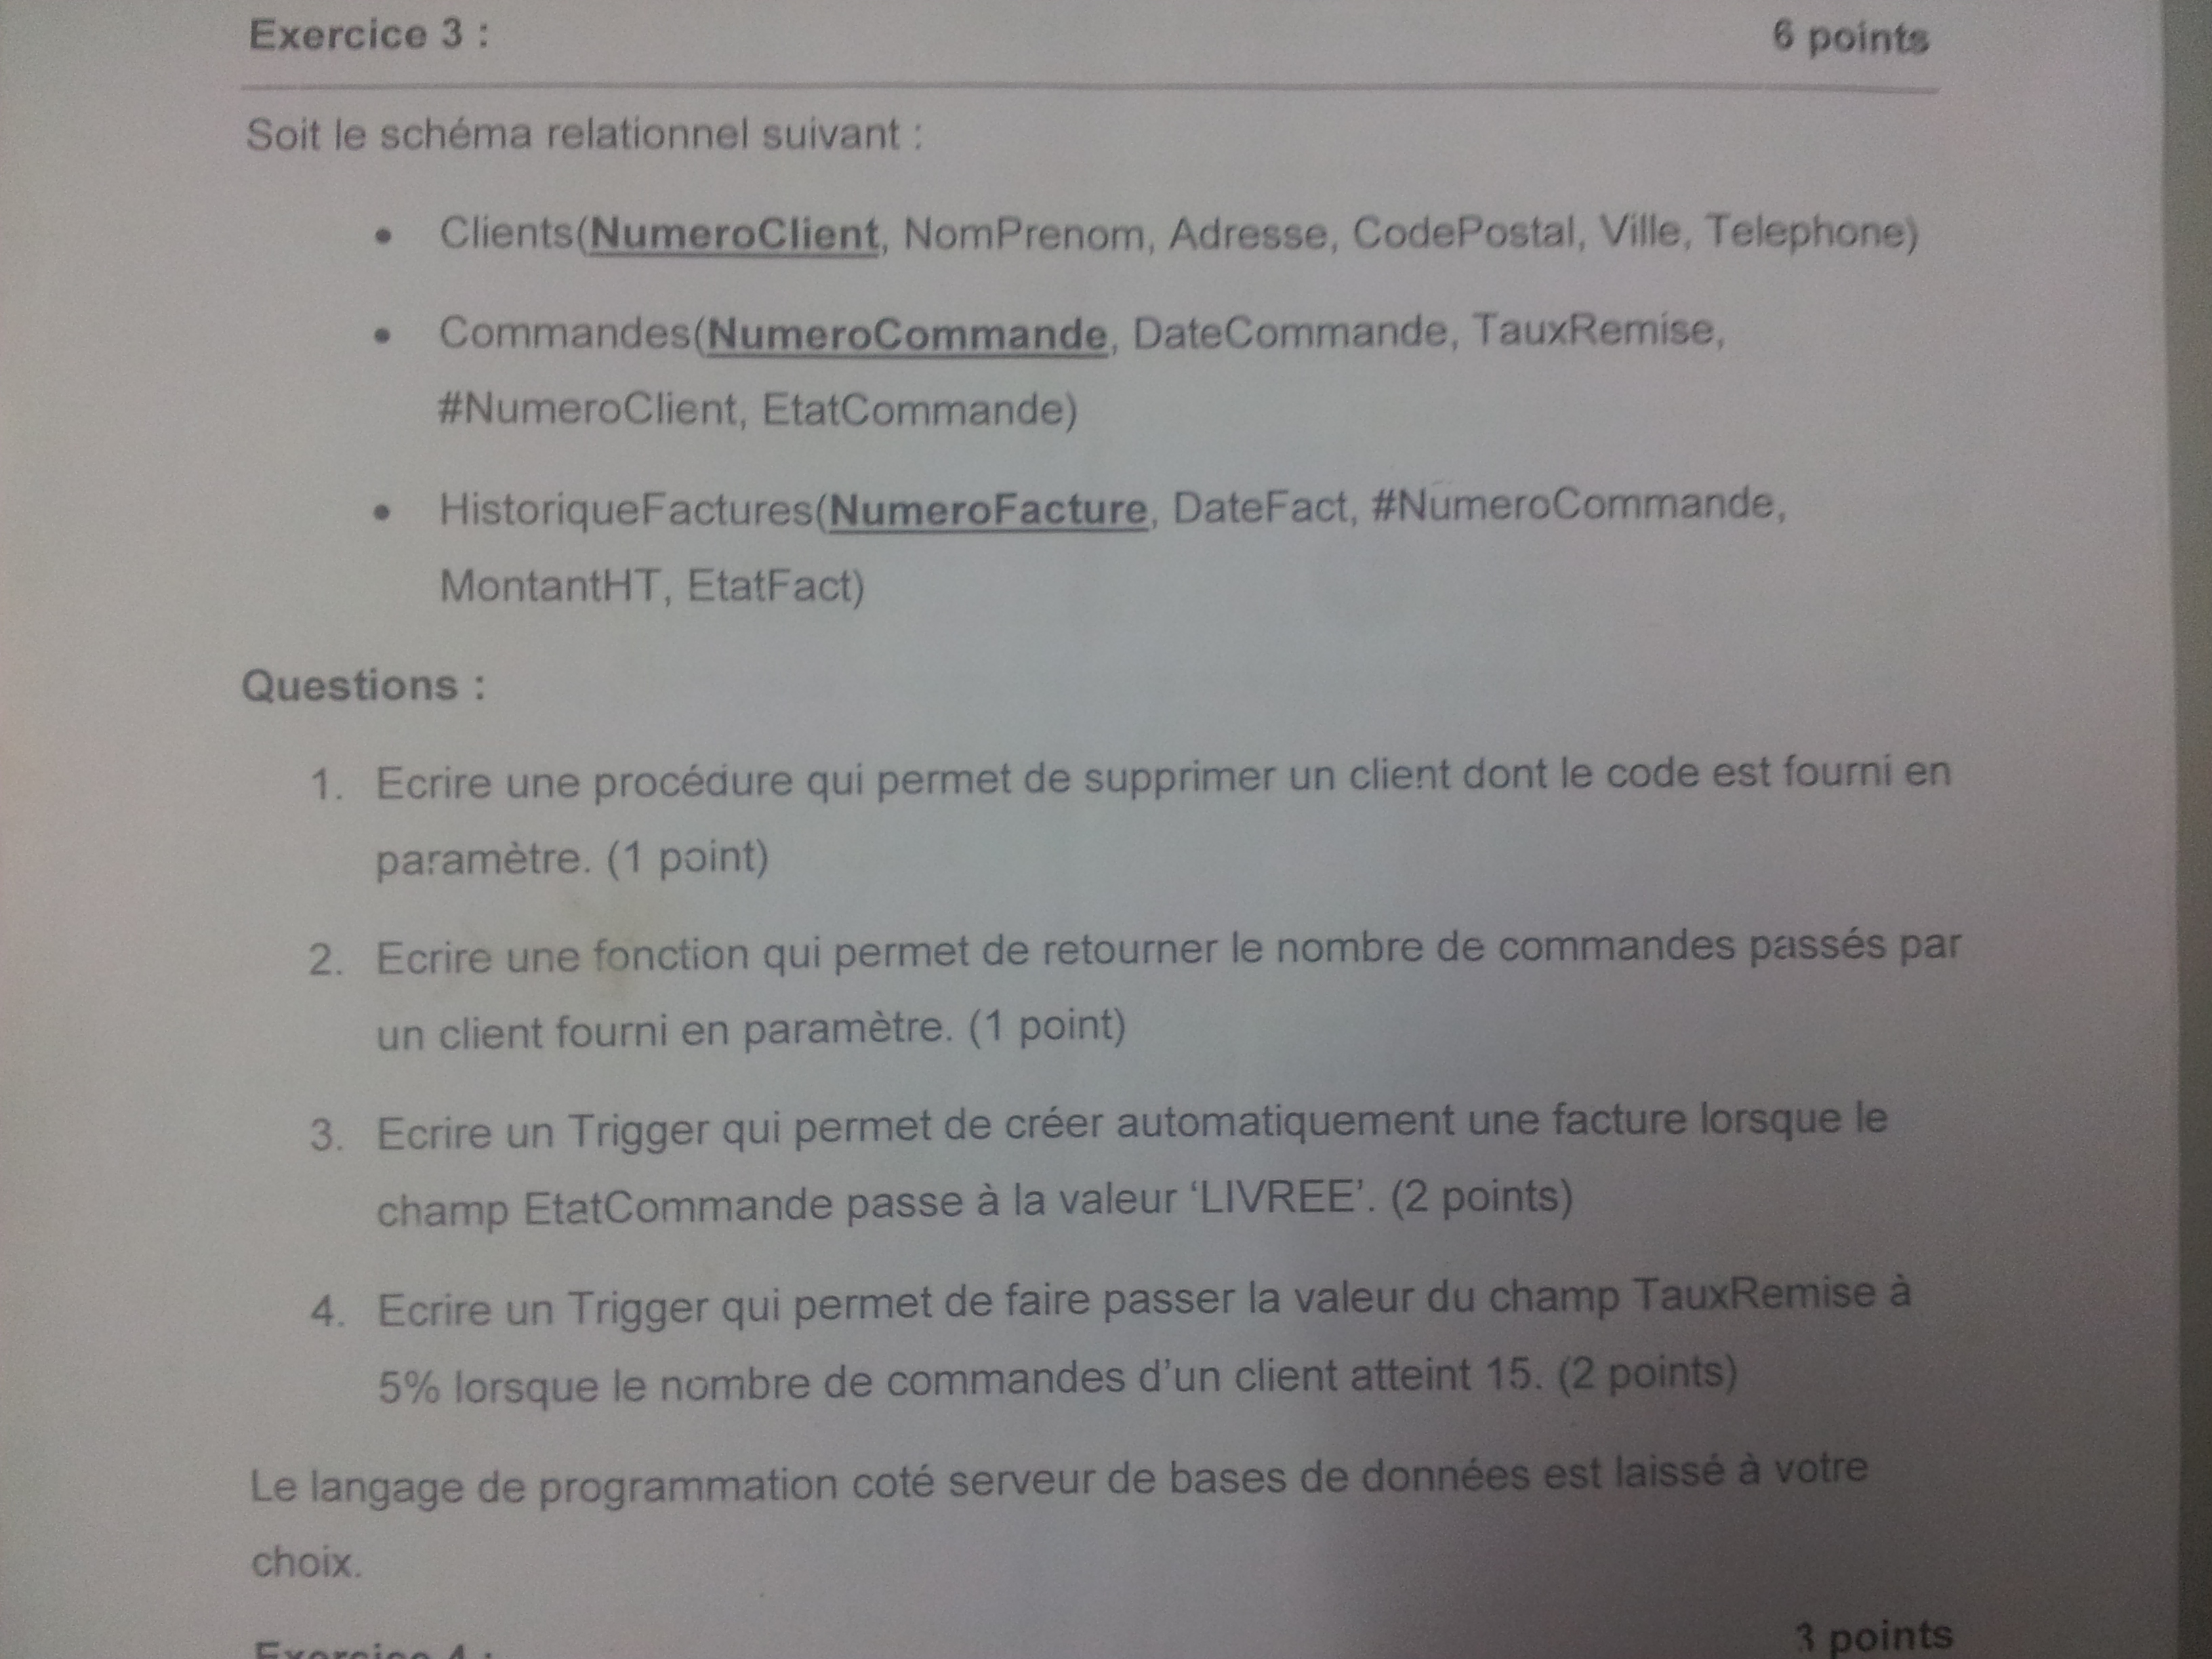 Exercice 3 :
6 points
Soit le schéma relationnel suivant :
• Clients(NumeroClient, NomPrenom, Adresse, CodePostal, Ville, Telephone)
• Commandes(NumeroCommande, DateCommande, TauxRemise,
#NumeroClient, EtatCommande)
• HistoriqueFactures(NumeroFacture, DateFact, #NumeroCommande,
MontantHT, EtatFact)
Questions :
1. Ecrire une procédure qui permet de supprimer un client dont le code est fourni en
paramètre. (1 point)
2. Ecrire une fonction qui permet de retourner le nombre de commandes passés par
un client fourni en paramètre. (1 point)
3. Ecrire un Trigger qui permet de créer automatiquement une facture lorsque le
champ EtatCommande passe à la valeur ‘LIVREE’. (2 points)
4. Ecrire un Trigger qui permet de faire passer la valeur du champ TauxRemise à
5% lorsque le nombre de commandes d’un client atteint 15. (2 points)
Le langage de programmation coté serveur de bases de données est laissé à votre
choix.
Exercice 4 :
3 points